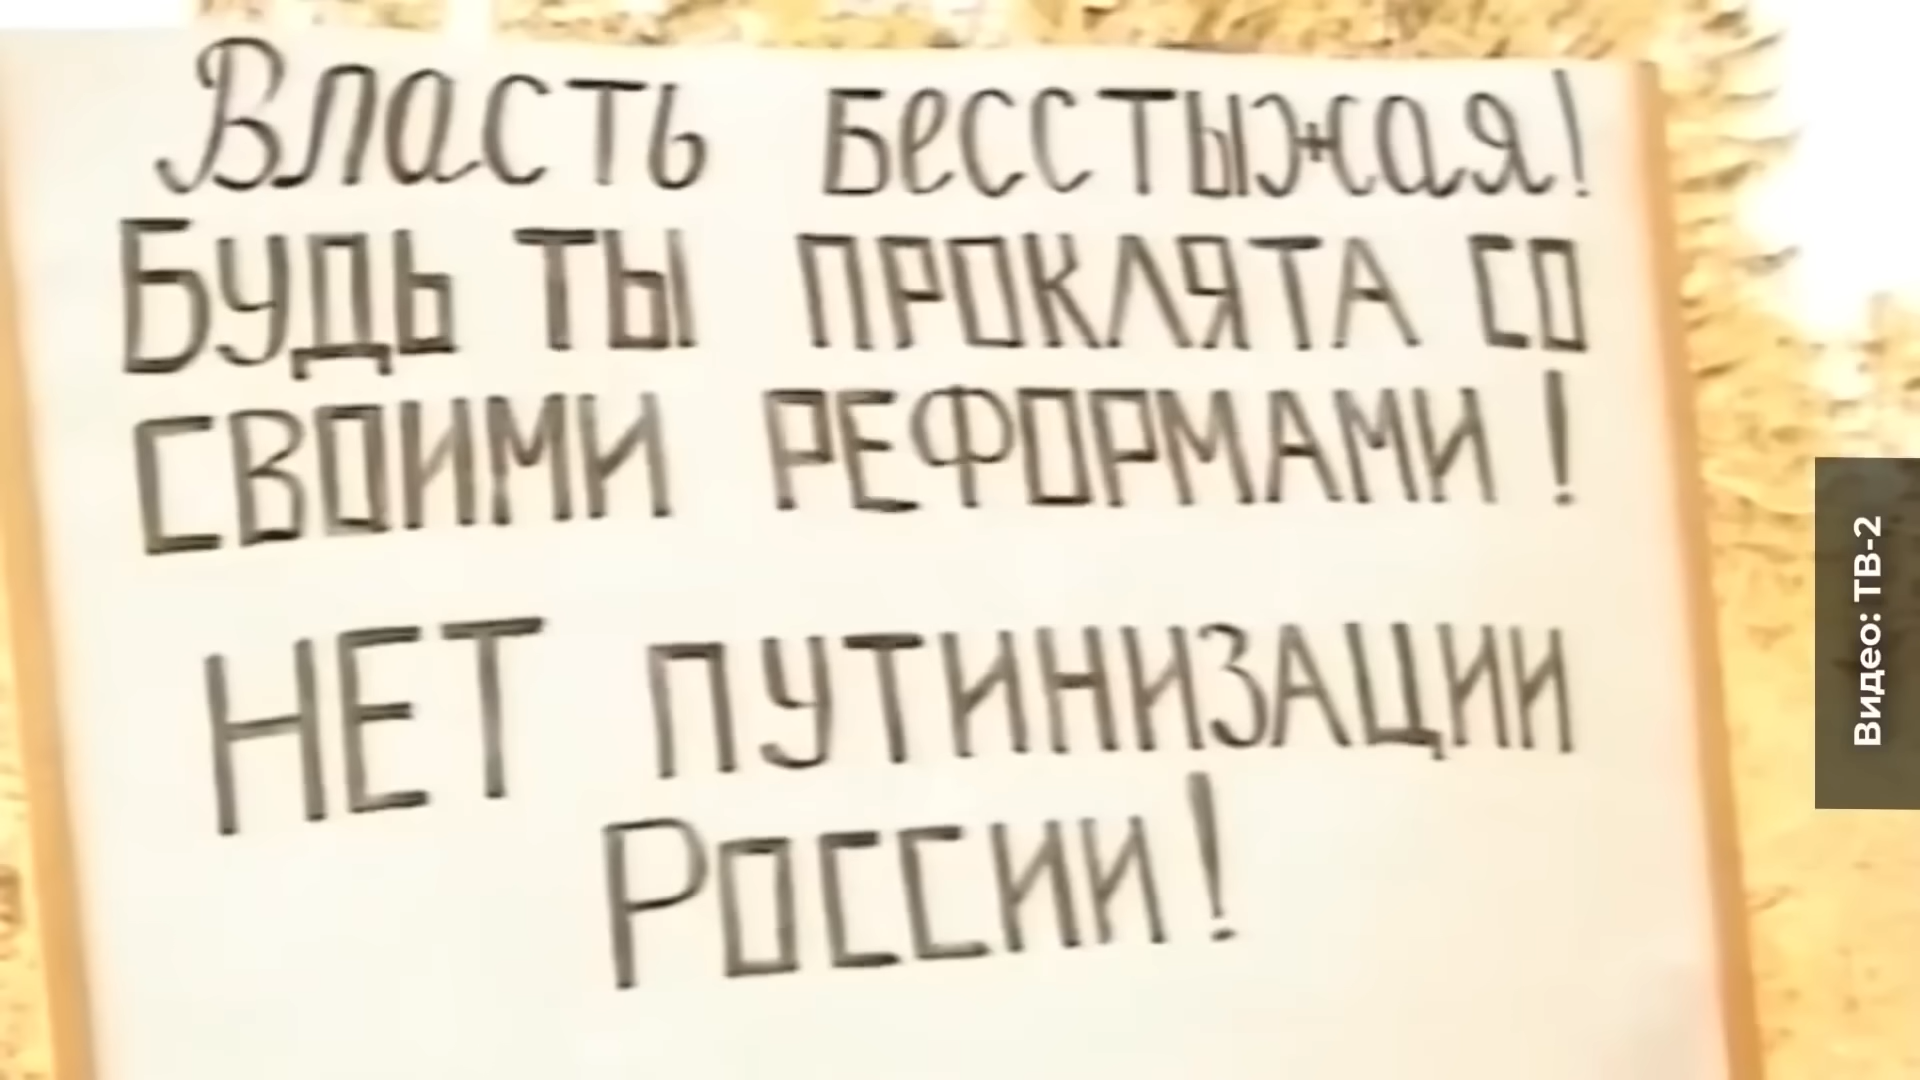 Власть бесстыжая!
Будь ты проклята со
своими реформами!
Нет путинизации
России!
Видео: ТВ-2